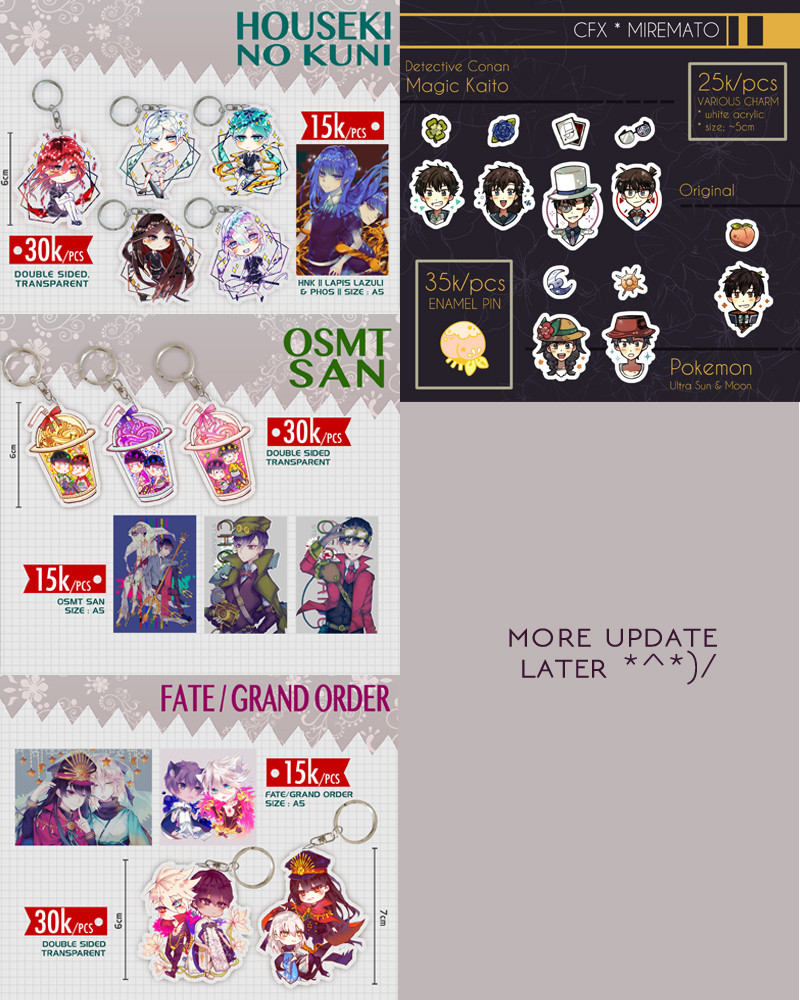 HOUSEKI
NO KUNI
6cm
15k/PCS
30k/PCS
DOUBLE SIDED.
TRANSPARENT
HNK || LAPIS LAZULI
& PHOS || SIZE : A5
OSMT
SAN
6cm
30k/PCS
DOUBLE SIDED
TRANSPARENT
15k/PCS
OSMT SAN
SIZE : A5
FATE / GRAND ORDER
15k/PCS
FATE/GRAND ORDER
SIZE : A5
30k/PCS
DOUBLE SIDED
TRANSPARENT
6cm
7cm
CFX * MIREMATO
Detective Conan
Magic Kaito
25k/pcs
VARIOUS CHARM
* white acrylic
* size; ~5cm
Original
35k/pcs
ENAMEL PIN
Pokemon
Ultra Sun & Moon
MORE UPDATE
LATER *^*)/